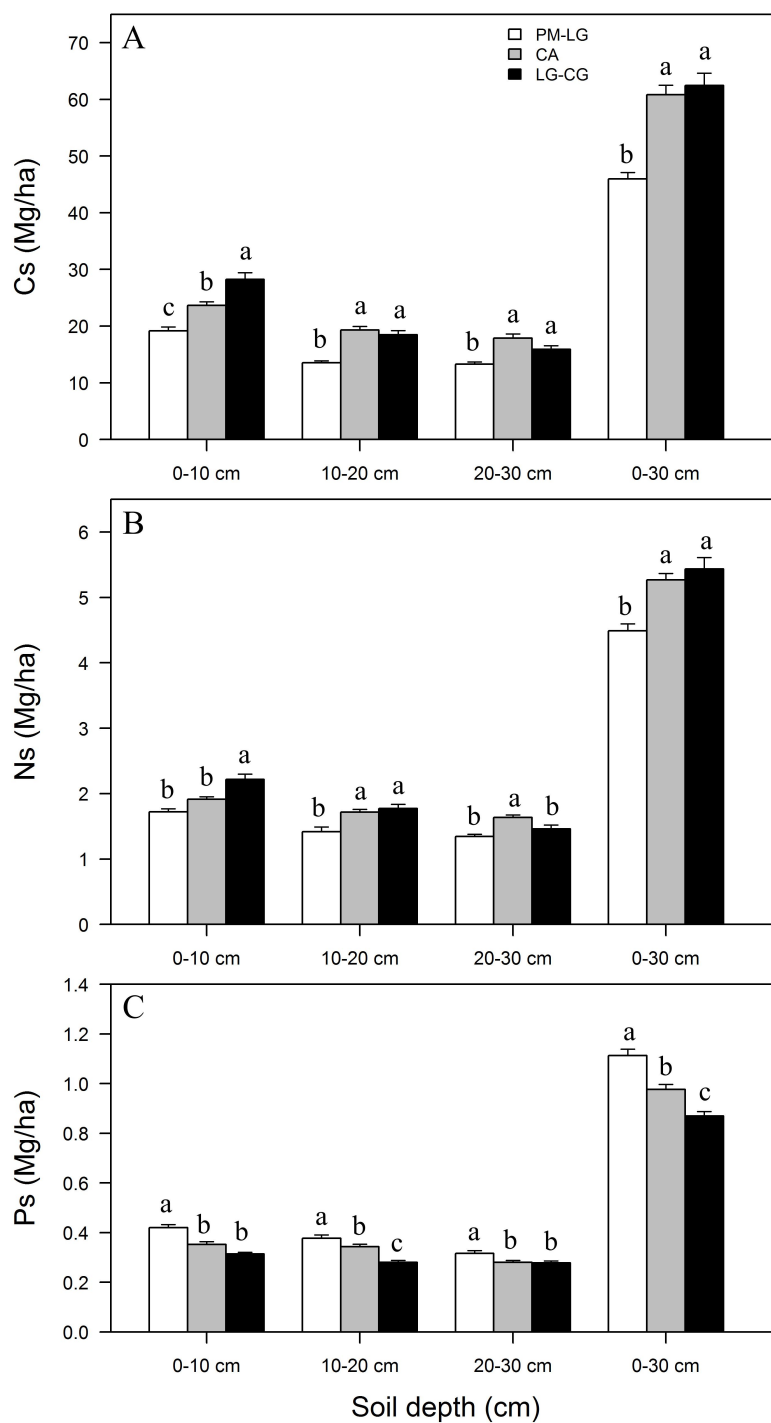 A
PM-LG
CA
LG-CG
70
60
50
40
30
20
10
0
Cs (Mg/ha)
c b a
b a a
b a a
b a a
0-10 cm 10-20 cm 20-30 cm 0-30 cm
B
6
5
4
3
2
1
0
Ns (Mg/ha)
b b a
b a a
b a b
b a a
0-10 cm 10-20 cm 20-30 cm 0-30 cm
C
1.4
1.2
1.0
0.8
0.6
0.4
0.2
0.0
Ps (Mg/ha)
a b b
a b c
a b b
a b c
0-10 cm 10-20 cm 20-30 cm 0-30 cm
Soil depth (cm)